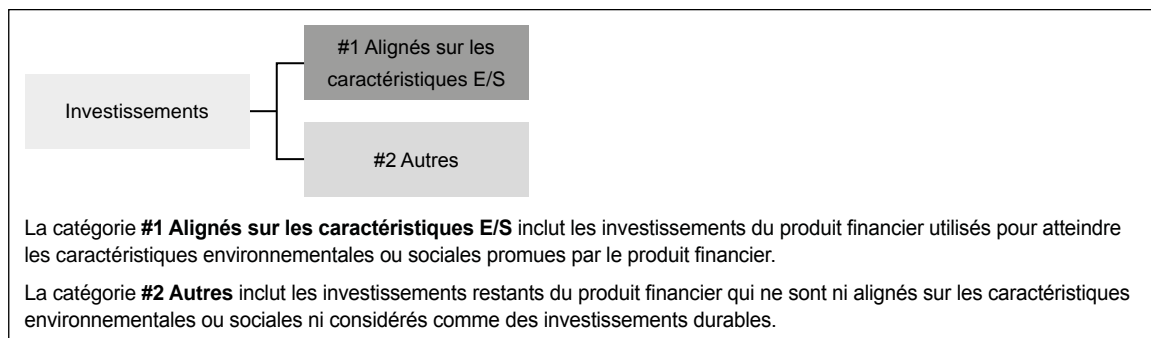 #1 Alignés sur les
caractéristiques E/S
Investissements
#2 Autres
La catégorie #1 Alignés sur les caractéristiques E/S inclut les investissements du produit financier utilisés pour atteindre
les caractéristiques environnementales ou sociales promues par le produit financier.
La catégorie #2 Autres inclut les investissements restants du produit financier qui ne sont ni alignés sur les caractéristiques
environnementales ou sociales ni considérés comme des investissements durables.